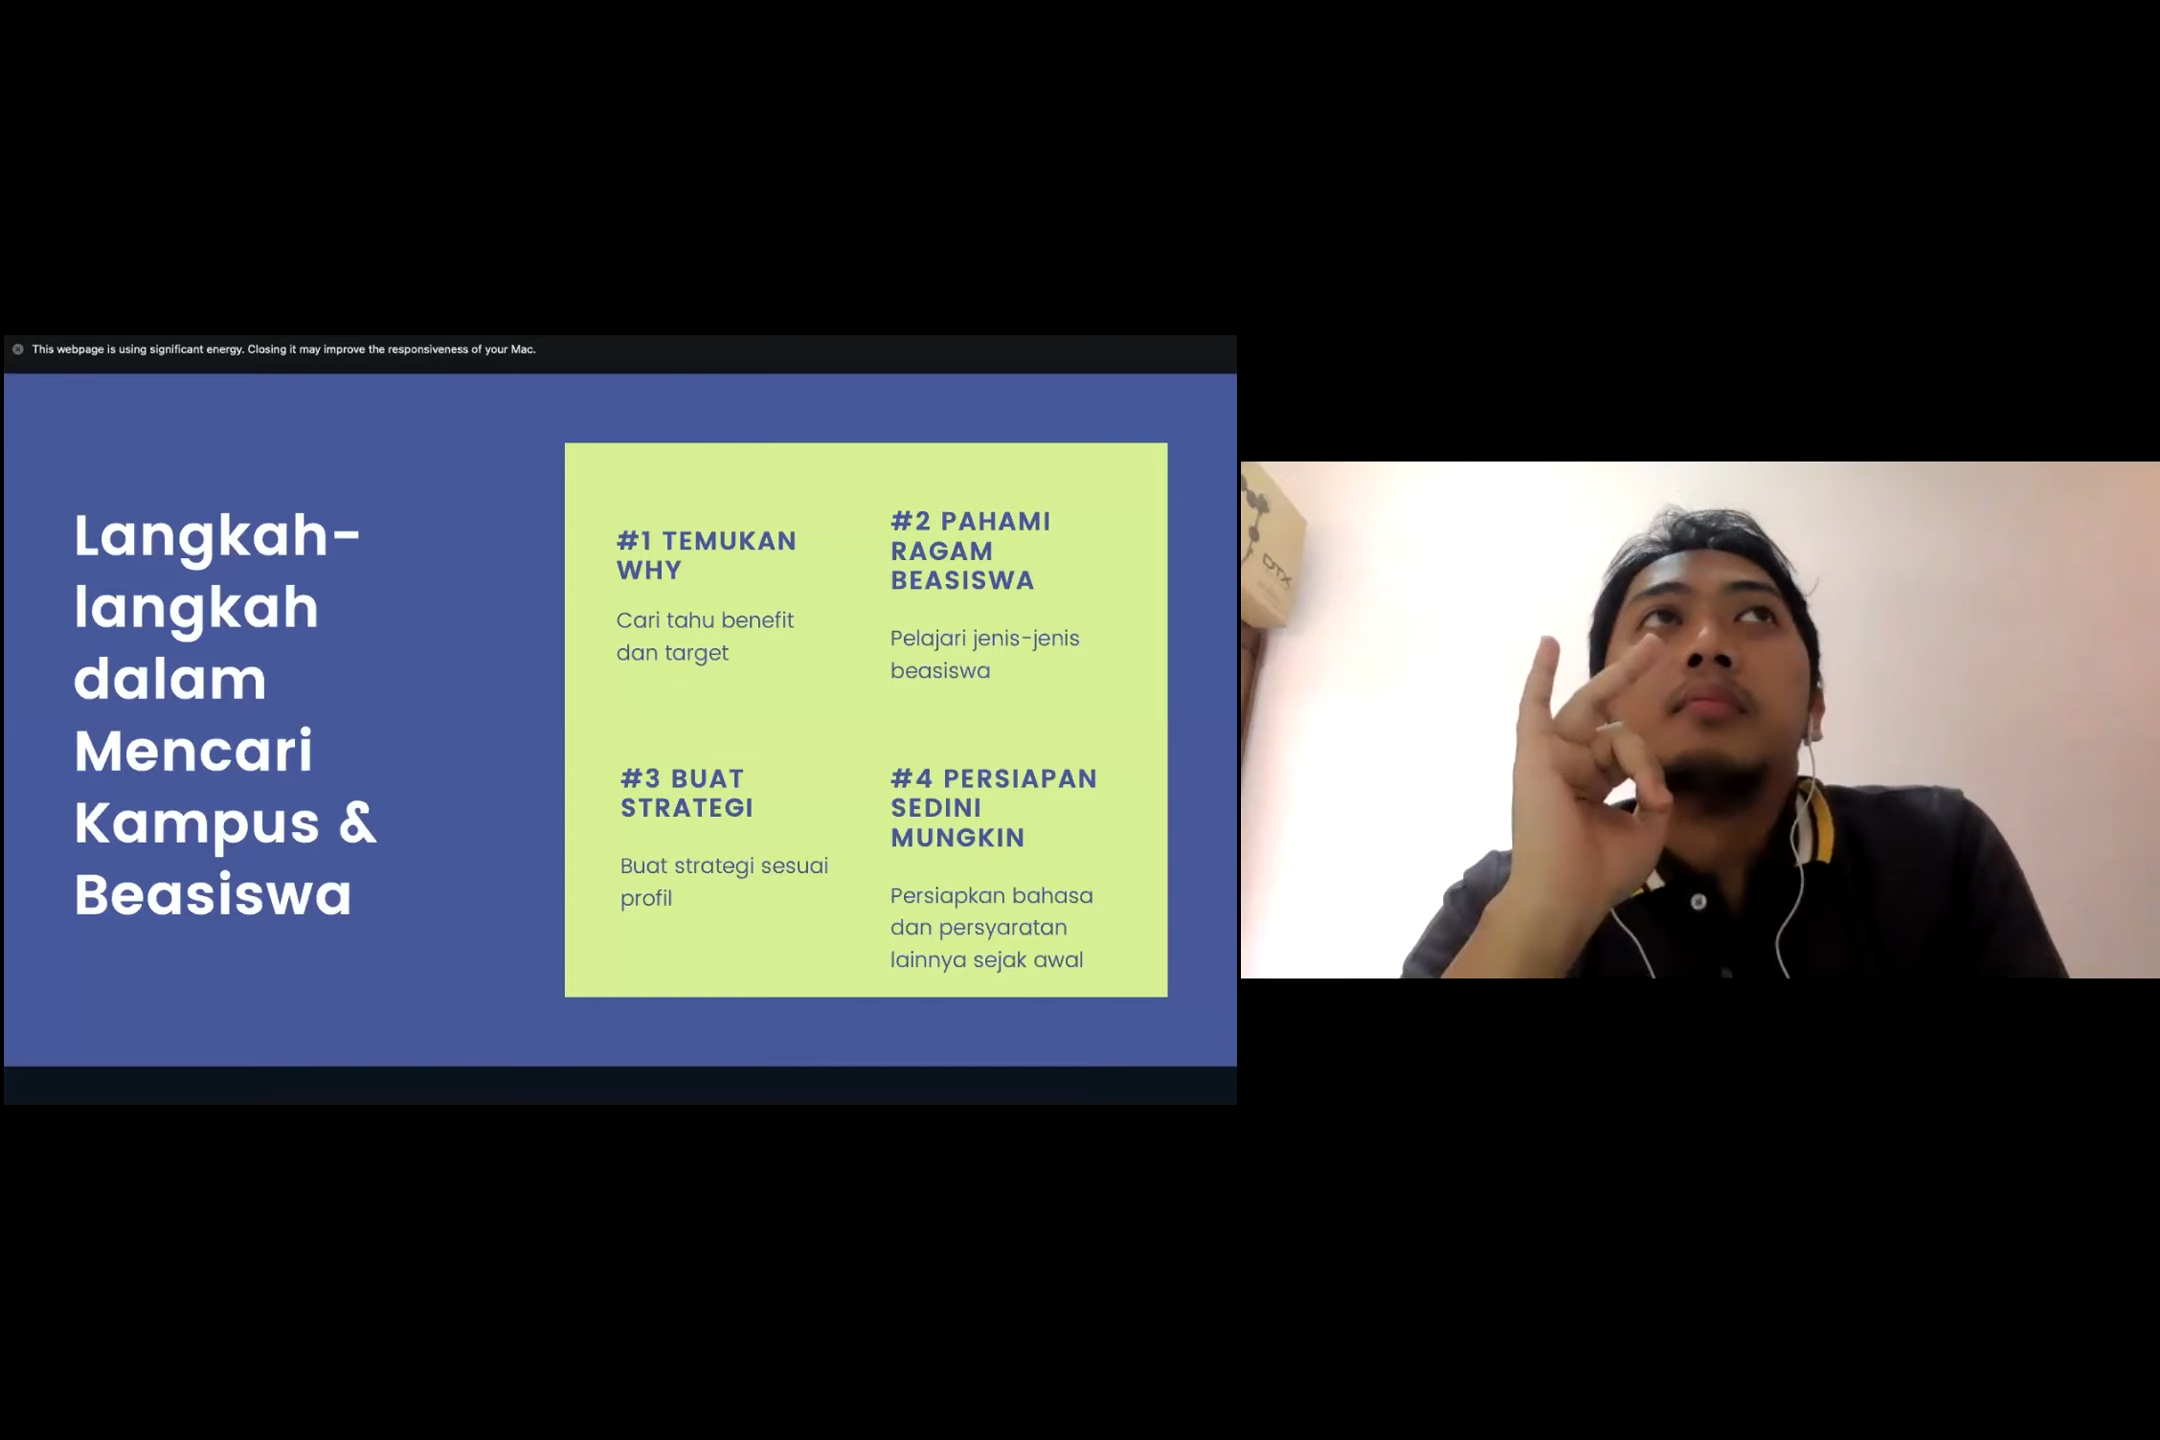 This webpage is using significant energy. Closing it may improve the responsiveness of your Mac.
Langkah-
langkah
dalam
Mencari
Kampus &
Beasiswa
#1 TEMUKAN
WHY
Cari tahu benefit
dan target
#2 PAHAMI
RAGAM
BEASISWA
Pelajari jenis-jenis
beasiswa
#3 BUAT
STRATEGI
Buat strategi sesuai
profil
#4 PERSIAPAN
SEDINI
MUNGKIN
Persiapkan bahasa
dan persyaratan
lainnya sejak awal
DTX